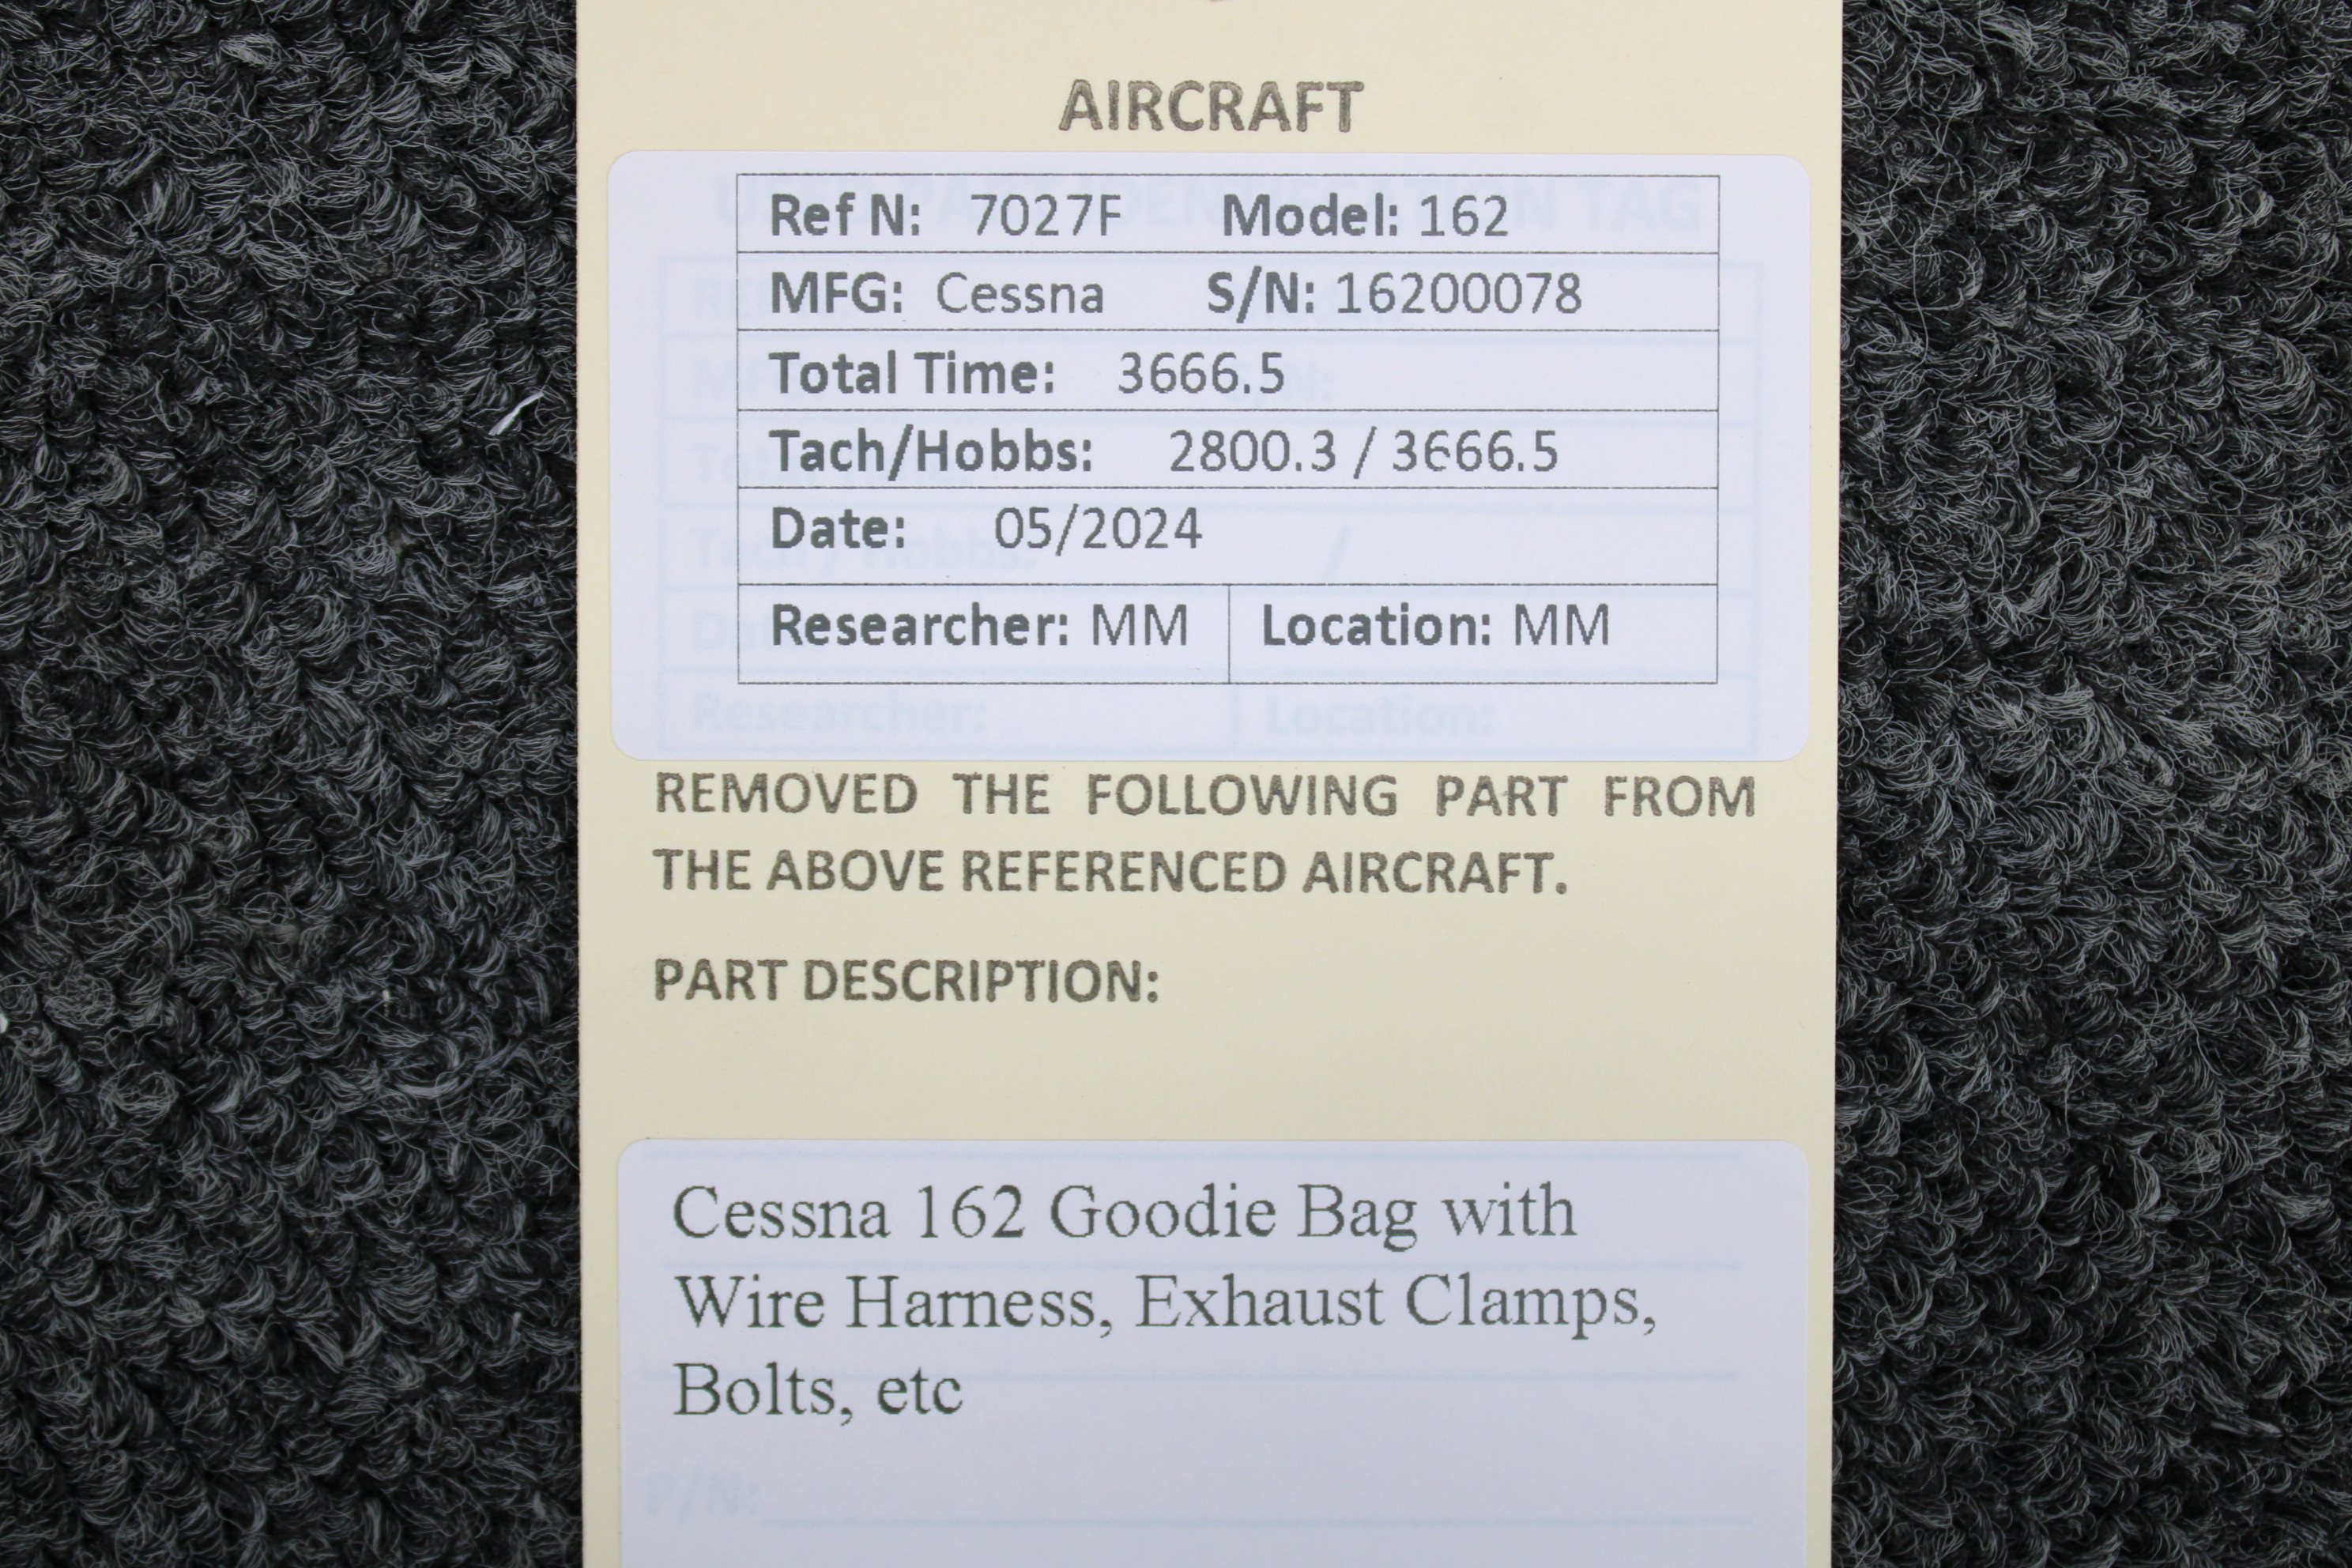 AIRCRAFT
Ref N: 7027F Model: 162
MFG: Cessna S/N: 16200078
Total Time: 3666.5
Tach/Hobbs: 2800.3 / 3666.5
Date: 05/2024
Researcher: MM Location: MM
REMOVED THE FOLLOWING PART FROM
THE ABOVE REFERENCED AIRCRAFT.
PART DESCRIPTION:
Cessna 162 Goodie Bag with
Wire Harness, Exhaust Clamps,
Bolts, etc
P/N: